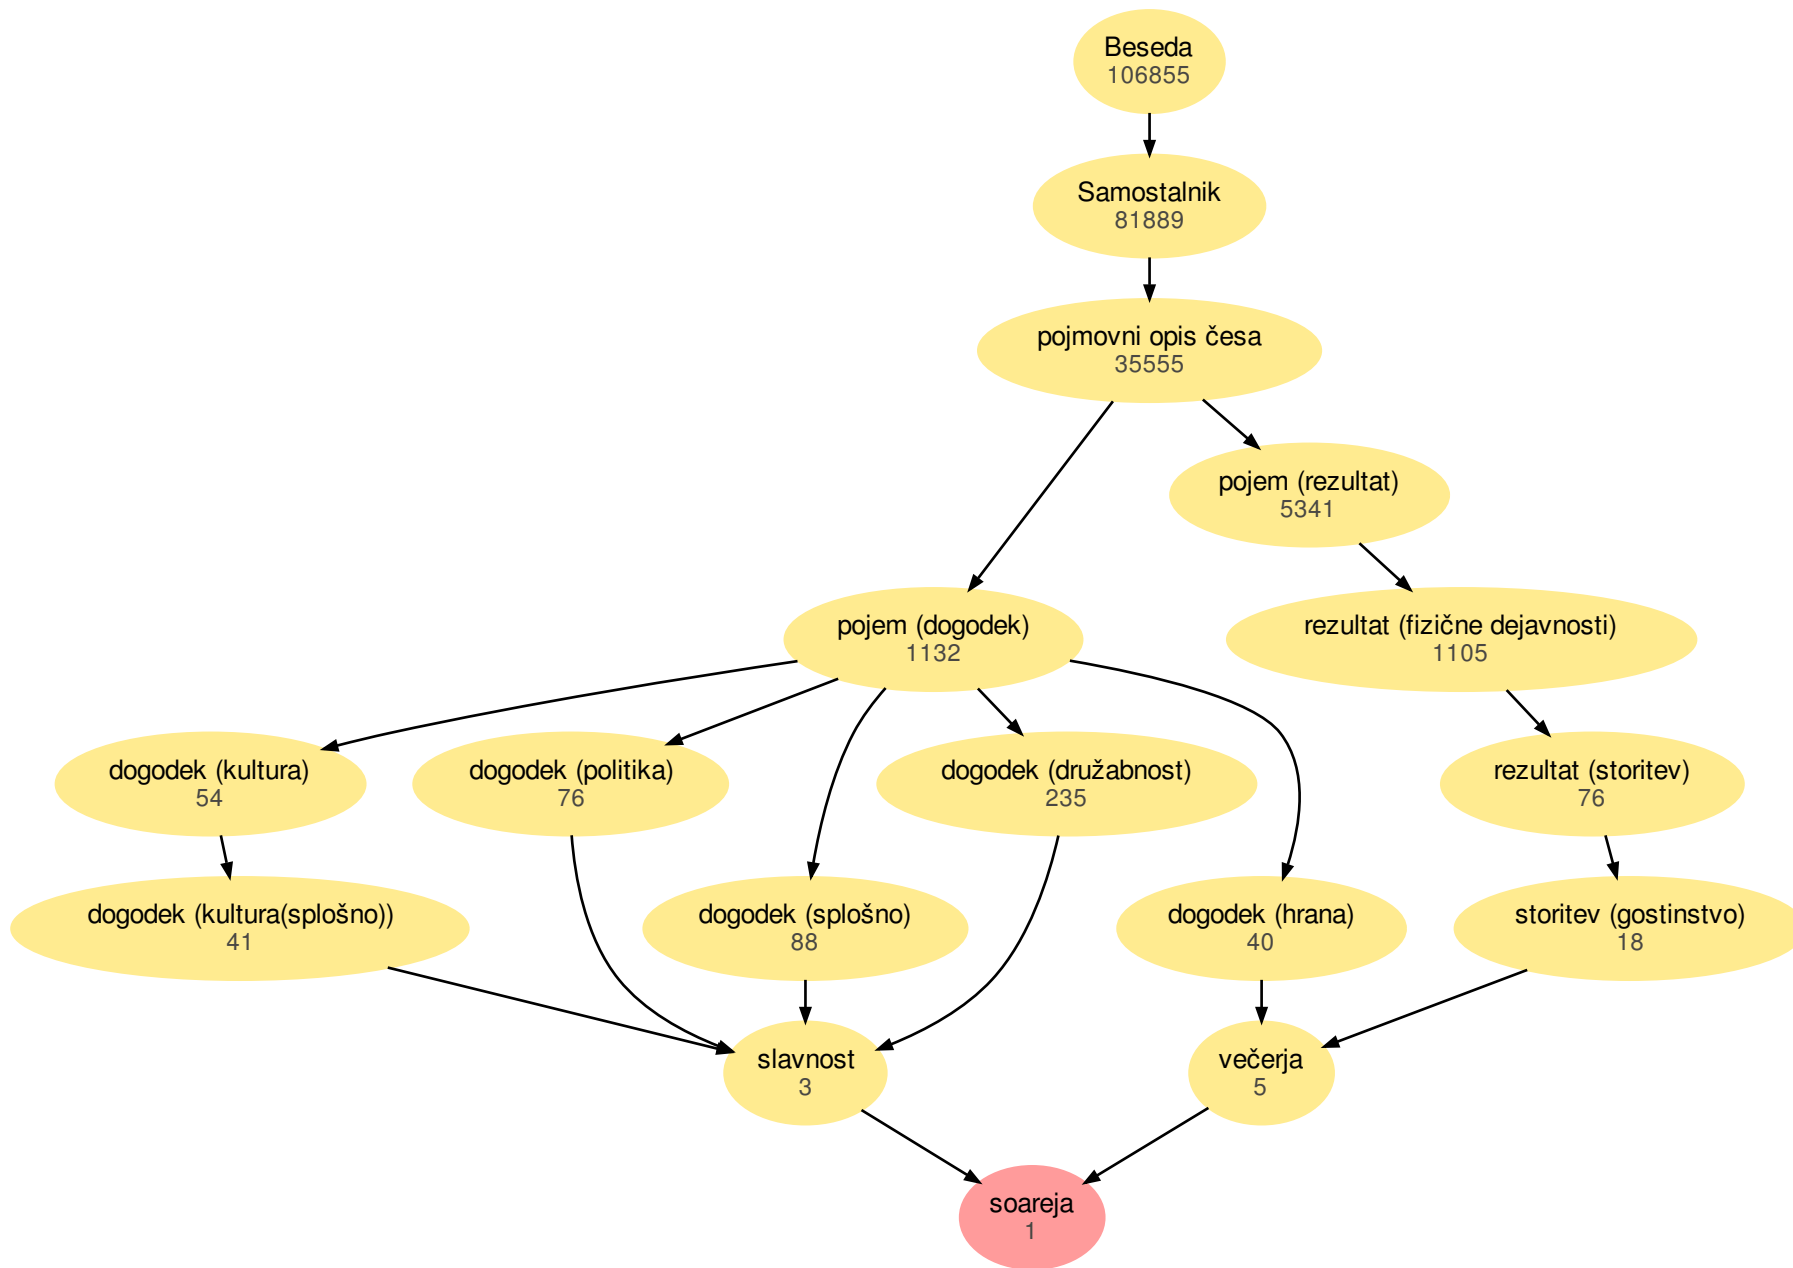 Beseda
106855
Samostalnik
81889
pojmovni opis česa
35555
pojem (rezultat)
5341
pojem (dogodek)
1132
rezultat (fizične dejavnosti)
1105
dogodek (kultura)
54
dogodek (politika)
76
dogodek (družabnost)
235
rezultat (storitev)
76
dogodek (kultura(splošno))
41
dogodek (splošno)
88
dogodek (hrana)
40
storitev (gostinstvo)
18
slavnost
3
večerja
5
soareja
1